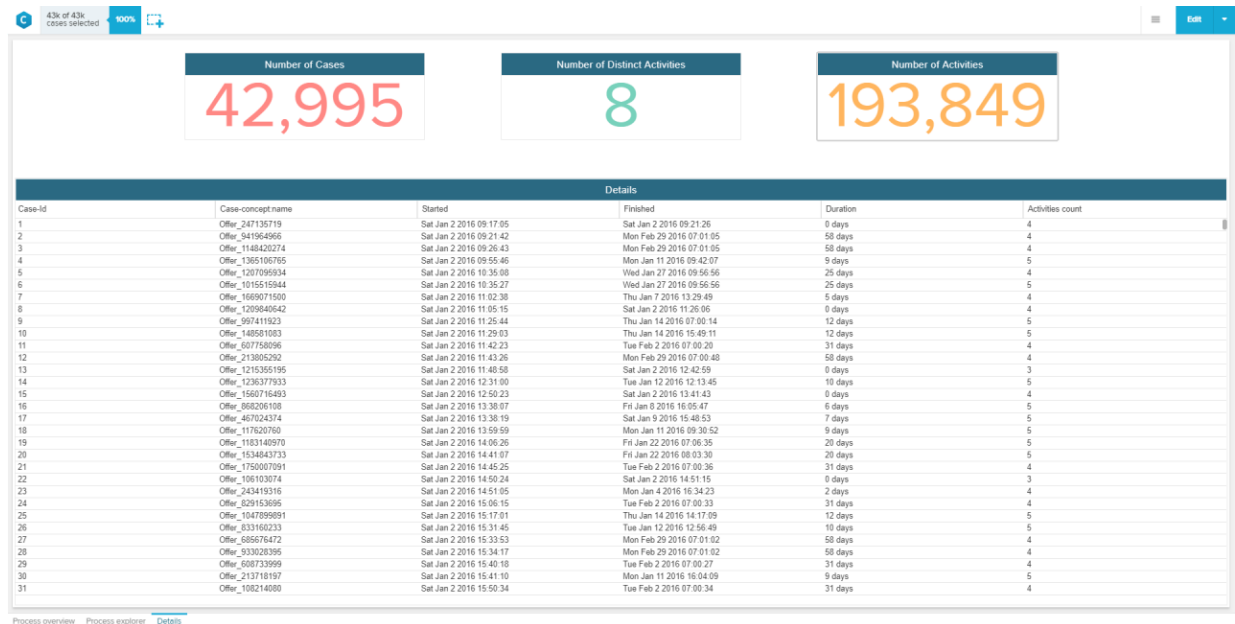 C 43k of 43k cases selected 100% Edit
Number of Cases Number of Distinct Activities Number of Activities
42,995 8 193,849
Details
Case-Id Case-concept:name Started Finished Duration Activities count
1 Offer_247135719 Sat Jan 2 2016 09:17:05 Sat Jan 2 2016 09:21:26 0 days 4
2 Offer_941964966 Sat Jan 2 2016 09:21:42 Mon Feb 29 2016 07:01:05 58 days 4
3 Offer_1148420274 Sat Jan 2 2016 09:26:43 Mon Feb 29 2016 07:01:05 58 days 4
4 Offer_1365106765 Sat Jan 2 2016 09:55:46 Mon Jan 11 2016 09:42:07 9 days 5
5 Offer_1207095934 Sat Jan 2 2016 10:35:08 Wed Jan 27 2016 09:56:56 25 days 4
6 Offer_1015515944 Sat Jan 2 2016 10:35:27 Wed Jan 27 2016 09:56:56 25 days 5
7 Offer_1669071500 Sat Jan 2 2016 11:02:38 Thu Jan 7 2016 13:29:49 5 days 4
8 Offer_1209840642 Sat Jan 2 2016 11:05:15 Sat Jan 2 2016 11:26:06 0 days 4
9 Offer_997411923 Sat Jan 2 2016 11:25:44 Thu Jan 14 2016 07:00:14 12 days 5
10 Offer_148581083 Sat Jan 2 2016 11:29:03 Thu Jan 14 2016 15:49:11 12 days 5
11 Offer_607758096 Sat Jan 2 2016 11:42:23 Tue Feb 2 2016 07:00:20 31 days 4
12 Offer_213805292 Sat Jan 2 2016 11:43:26 Mon Feb 29 2016 07:00:48 58 days 4
13 Offer_1215355195 Sat Jan 2 2016 11:48:58 Sat Jan 2 2016 12:42:59 0 days 3
14 Offer_1236377933 Sat Jan 2 2016 12:31:00 Tue Jan 12 2016 12:13:45 10 days 5
15 Offer_1560716493 Sat Jan 2 2016 12:50:23 Sat Jan 2 2016 13:41:43 0 days 4
16 Offer_868206108 Sat Jan 2 2016 13:38:07 Fri Jan 8 2016 16:05:47 6 days 5
17 Offer_467024374 Sat Jan 2 2016 13:38:19 Sat Jan 9 2016 15:48:53 7 days 5
18 Offer_117620760 Sat Jan 2 2016 13:59:59 Mon Jan 11 2016 09:30:52 9 days 5
19 Offer_1183140970 Sat Jan 2 2016 14:06:26 Fri Jan 22 2016 07:06:35 20 days 5
20 Offer_1534843733 Sat Jan 2 2016 14:41:07 Fri Jan 22 2016 08:03:30 20 days 5
21 Offer_1750007091 Sat Jan 2 2016 14:45:25 Tue Feb 2 2016 07:00:36 31 days 4
22 Offer_106103074 Sat Jan 2 2016 14:50:24 Sat Jan 2 2016 14:51:15 0 days 3
23 Offer_243419316 Sat Jan 2 2016 14:51:05 Mon Jan 4 2016 16:34:23 2 days 4
24 Offer_829153695 Sat Jan 2 2016 15:06:15 Tue Feb 2 2016 07:00:33 31 days 4
25 Offer_1047899891 Sat Jan 2 2016 15:17:01 Thu Jan 14 2016 14:17:09 12 days 5
26 Offer_833160233 Sat Jan 2 2016 15:31:45 Tue Jan 12 2016 12:56:49 10 days 5
27 Offer_685676472 Sat Jan 2 2016 15:33:53 Mon Feb 29 2016 07:01:02 58 days 4
28 Offer_933028395 Sat Jan 2 2016 15:34:17 Mon Feb 29 2016 07:01:02 58 days 4
29 Offer_608733999 Sat Jan 2 2016 15:40:18 Tue Feb 2 2016 07:00:27 31 days 4
30 Offer_213718197 Sat Jan 2 2016 15:41:10 Mon Jan 11 2016 16:04:09 9 days 5
31 Offer_108214080 Sat Jan 2 2016 15:50:34 Tue Feb 2 2016 07:00:34 31 days 4
Process overview Process explorer Details